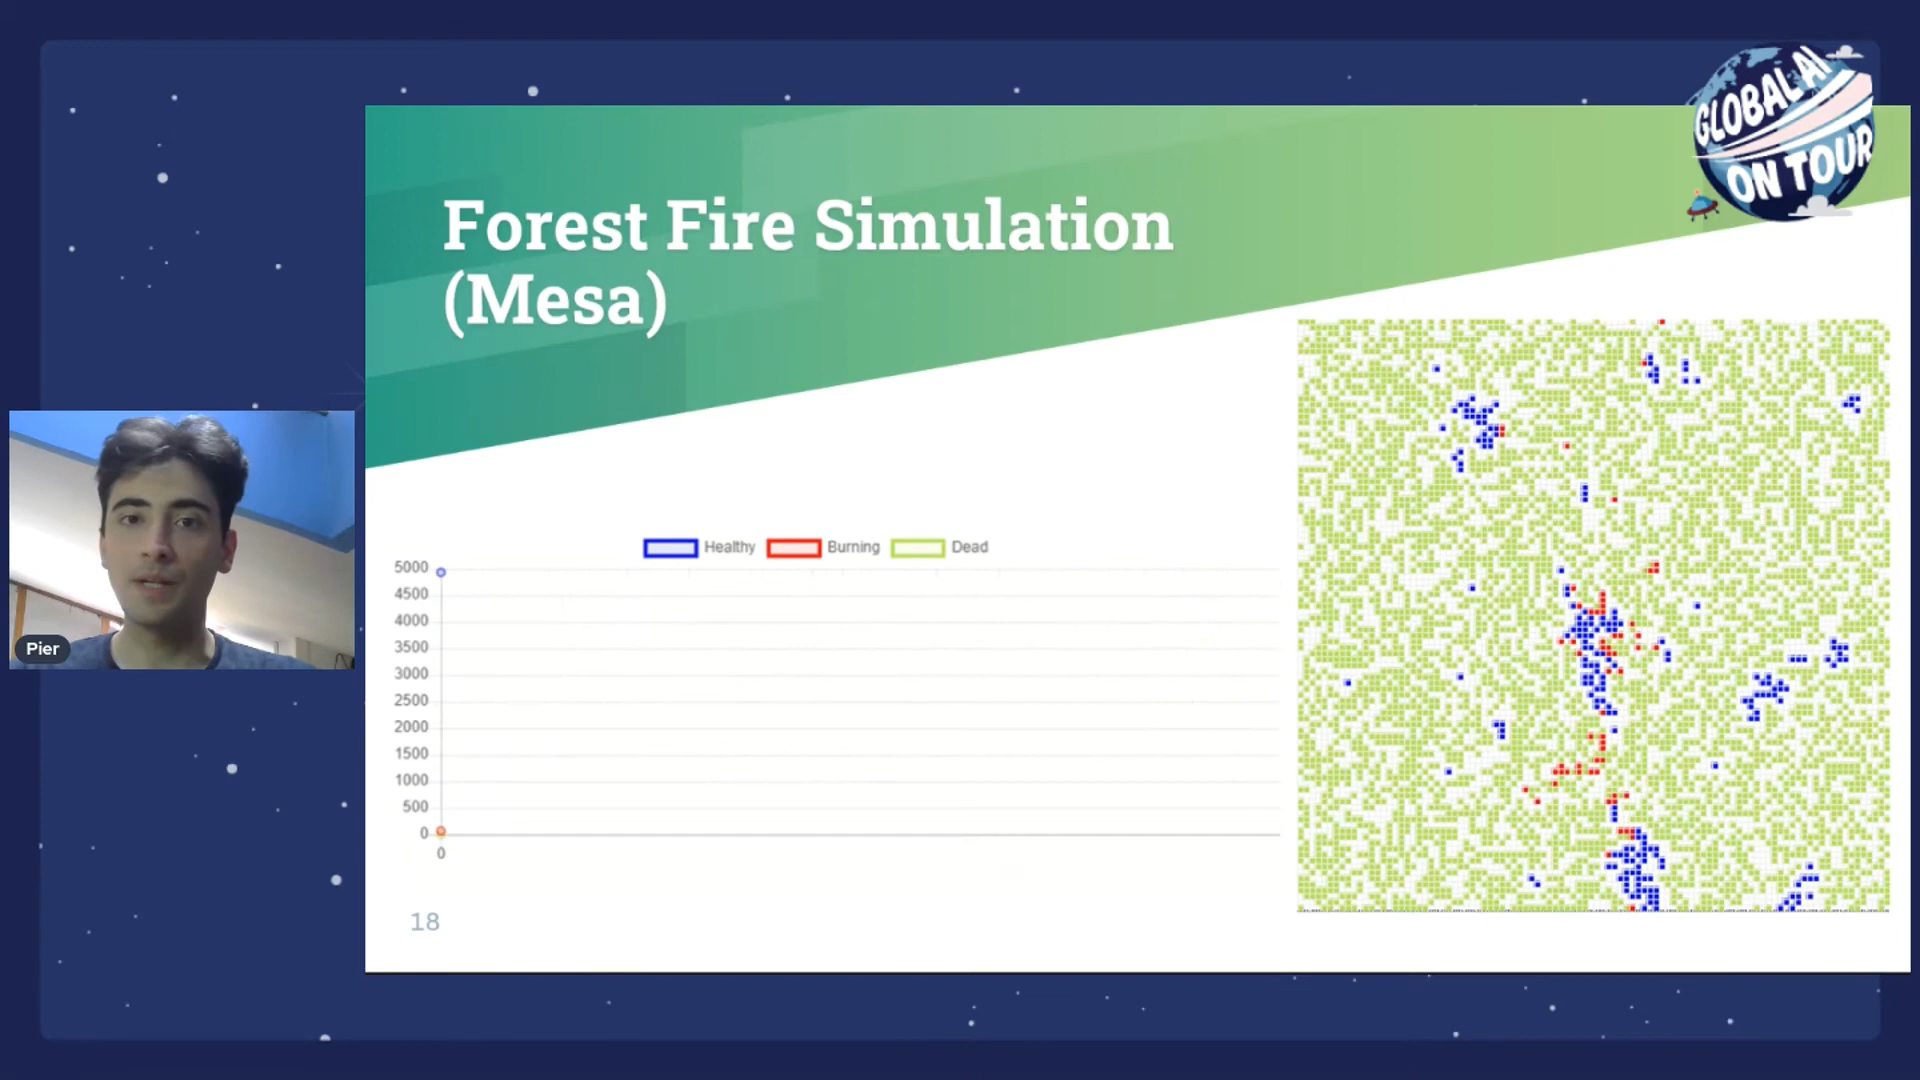 GLOBAL AI
ON TOUR
Forest Fire Simulation
(Mesa)
Healthy Burning Dead
5000
4500
4000
3500
3000
2500
2000
1500
1000
500
0
0
Pier
18